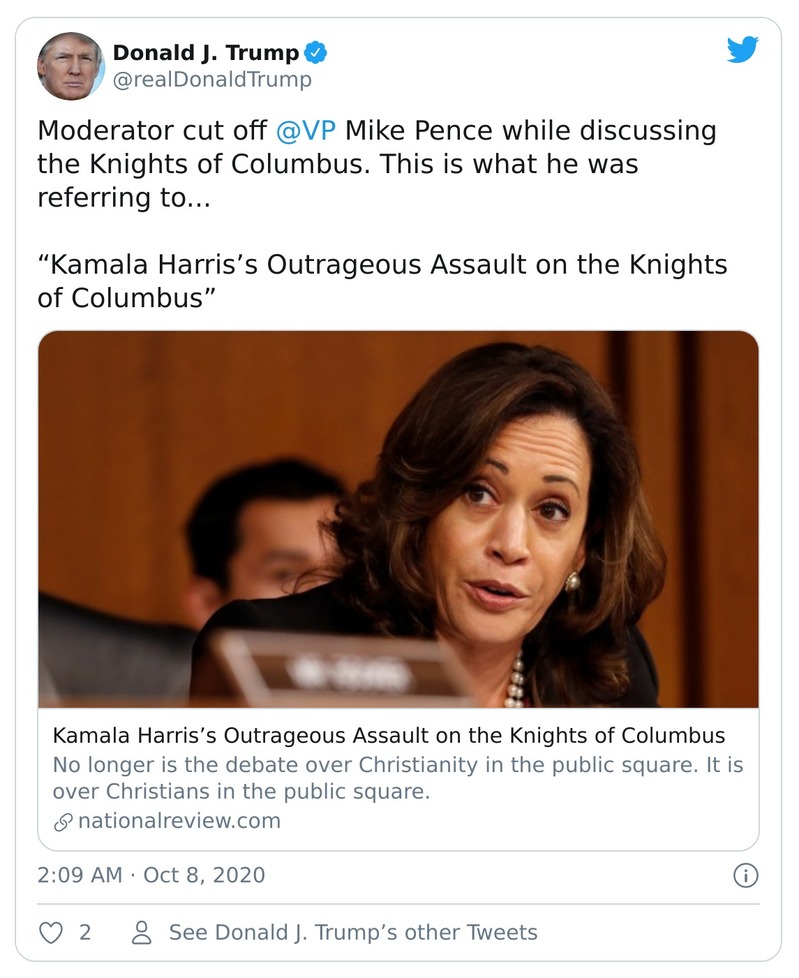 Donald J. Trump
@realDonaldTrump
Moderator cut off @VP Mike Pence while discussing
the Knights of Columbus. This is what he was
referring to...

“Kamala Harris’s Outrageous Assault on the Knights
of Columbus”
Kamala Harris’s Outrageous Assault on the Knights of Columbus
No longer is the debate over Christianity in the public square. It is
over Christians in the public square.
nationalreview.com
2:09 AM · Oct 8, 2020
2 See Donald J. Trump’s other Tweets